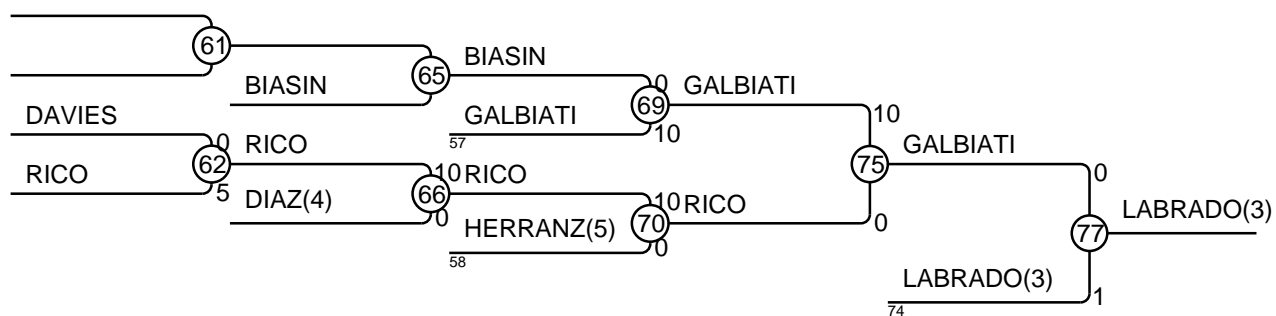 61
BIASIN
65
BIASIN
0
GALBIATI
69
10
GALBIATI
57
10
DAVIES
0
RICO
62
RICO
5
10
DIAZ(4)
66
0
RICO
10
HERRANZ(5)
70
0
58
RICO
75
0
GALBIATI
0
77
LABRADO(3)
LABRADO(3)
74
1